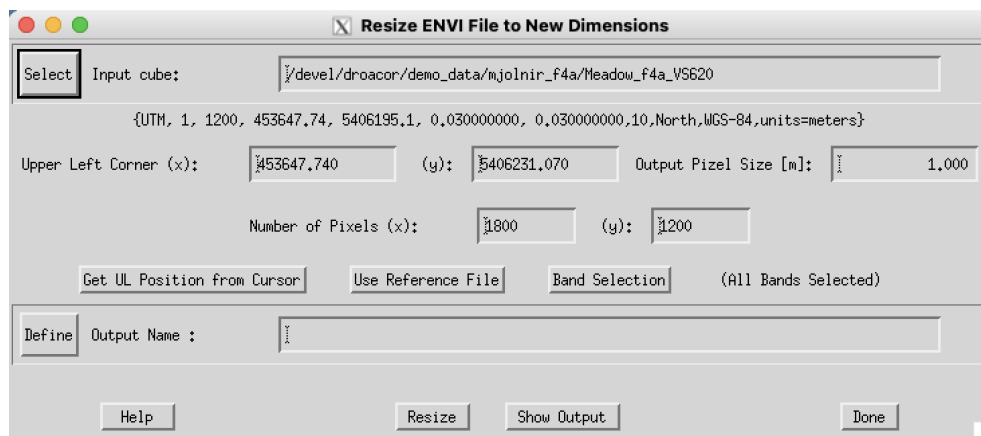 Resize ENVI File to New Dimensions
Select Input cube: /devel/droacor/demo_data/mjolnir_f4a/Meadow_f4a_VS620
{UTM, 1, 1200, 453647.74, 5406195.1, 0.030000000, 0.030000000,10,North,WGS-84,units=meters}
Upper Left Corner (x): 453647.740 (y): 5406231.070 Output Pizel Size [m]: 1.000
Number of Pixels (x): 1800 (y): 1200
Get UL Position from Cursor Use Reference File Band Selection (All Bands Selected)
Define Output Name :
Help Resize Show Output Done